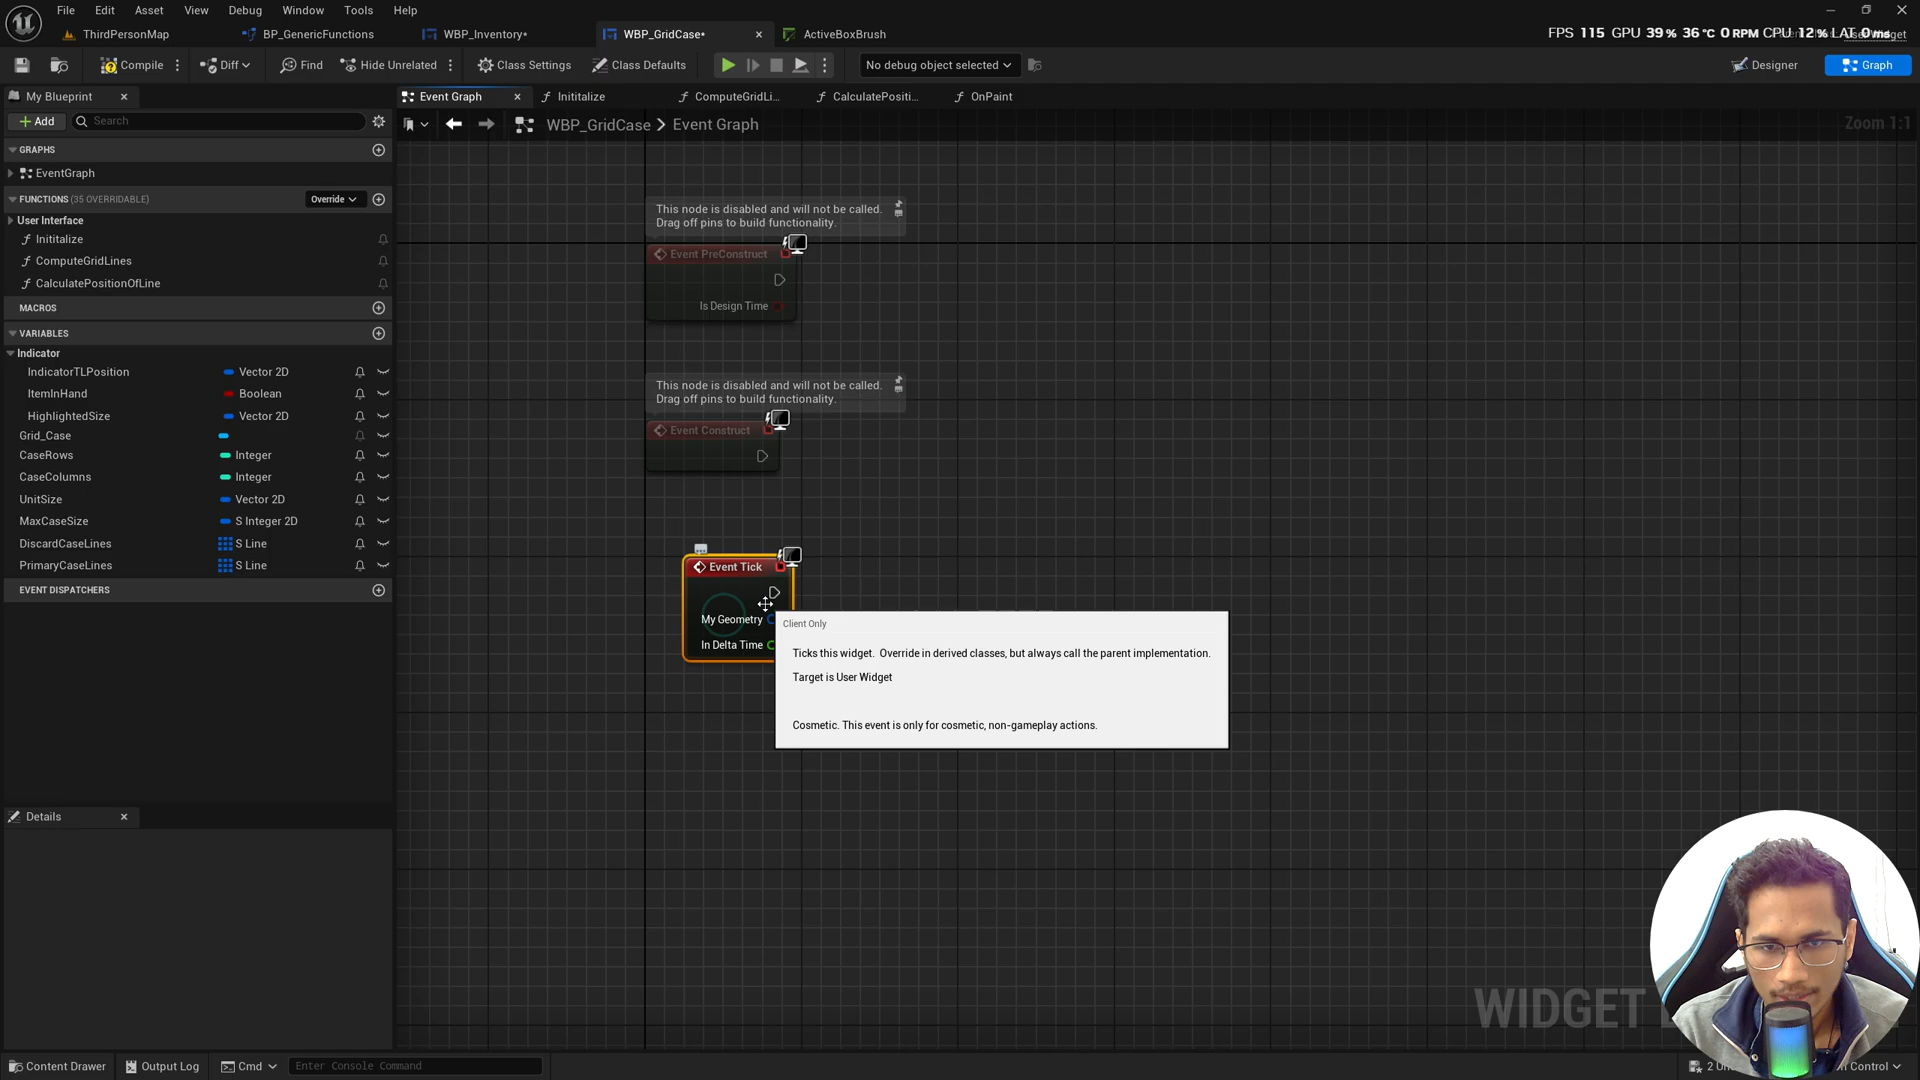 File Edit Asset View Debug Window Tools Help
ThirdPersonMap BP_GenericFunctions WBP_Inventory* WBP_GridCase* ActiveBoxBrush
FPS 115 GPU 39 % 36°C 0 RPM CPU 12 % LAT 0 ms
Compile Diff Find Hide Unrelated Class Settings Class Defaults No debug object selected Designer Graph
My Blueprint
Event Graph Inititalize ComputeGridLi... CalculatePositi... OnPaint
Add Search
WBP_GridCase > Event Graph Zoom 1:1
GRAPHS
EventGraph
FUNCTIONS (35 OVERRIDABLE) Override
User Interface
Inititalize
ComputeGridLines
CalculatePositionOfLine
MACROS
VARIABLES
Indicator
IndicatorTLPosition Vector 2D
ItemInHand Boolean
HighlightedSize Vector 2D
Grid_Case
CaseRows Integer
CaseColumns Integer
UnitSize Vector 2D
MaxCaseSize S Integer 2D
DiscardCaseLines S Line
PrimaryCaseLines S Line
EVENT DISPATCHERS
Details
This node is disabled and will not be called.
Drag off pins to build functionality.
Event PreConstruct
Is Design Time
This node is disabled and will not be called.
Drag off pins to build functionality.
Event Construct
Event Tick
My Geometry
In Delta Time
Client Only
Ticks this widget. Override in derived classes, but always call the parent implementation.
Target is User Widget
Cosmetic. This event is only for cosmetic, non-gameplay actions.
WIDGET
Content Drawer Output Log Cmd Enter Console Command
Control